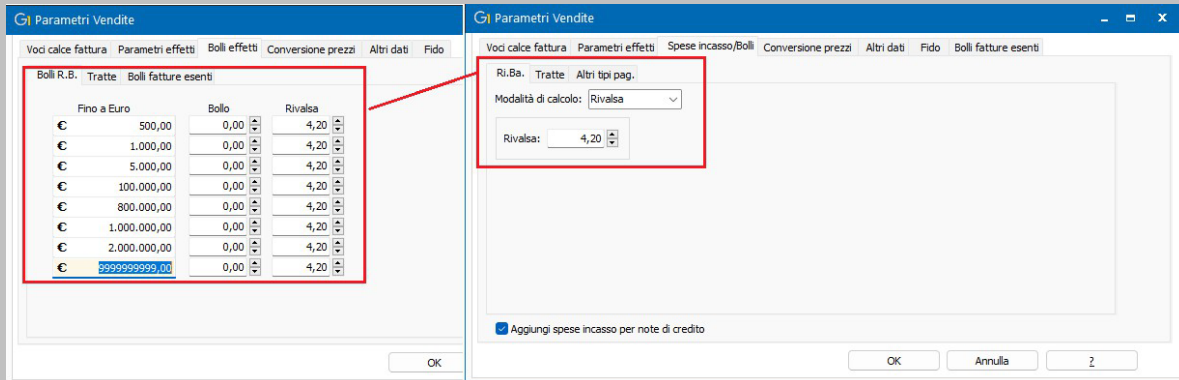 G1 Parametri Vendite
Voci calce fattura Parametri effetti Bolli effetti Conversione prezzi Altri dati Fido
Bolli R.B. Tratte Bolli fatture esenti
Fino a Euro Bollo Rivalsa
€ 500,00 0,00 4,20
€ 1.000,00 0,00 4,20
€ 5.000,00 0,00 4,20
€ 100.000,00 0,00 4,20
€ 800.000,00 0,00 4,20
€ 1.000.000,00 0,00 4,20
€ 2.000.000,00 0,00 4,20
€ 9999999999,00 0,00 4,20
OK
G1 Parametri Vendite
Voci calce fattura Parametri effetti Spese incasso/Bolli Conversione prezzi Altri dati Fido Bolli fatture esenti
Ri.Ba. Tratte Altri tipi pag.
Modalità di calcolo: Rivalsa
Rivalsa: 4,20
Aggiungi spese incasso per note di credito
OK Annulla ?